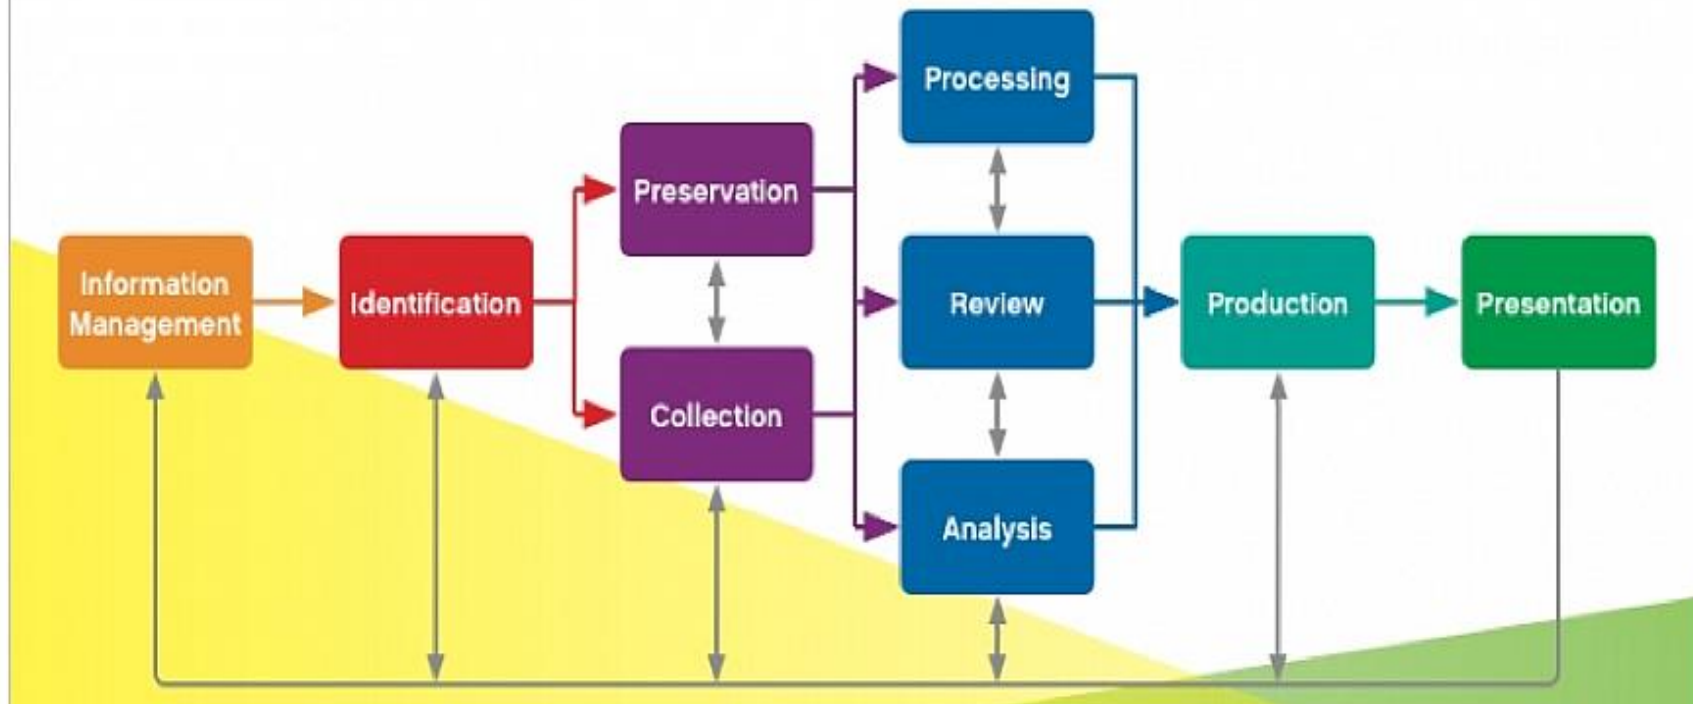 Information
Management
Identification
Preservation
Collection
Processing
Review
Analysis
Production
Presentation